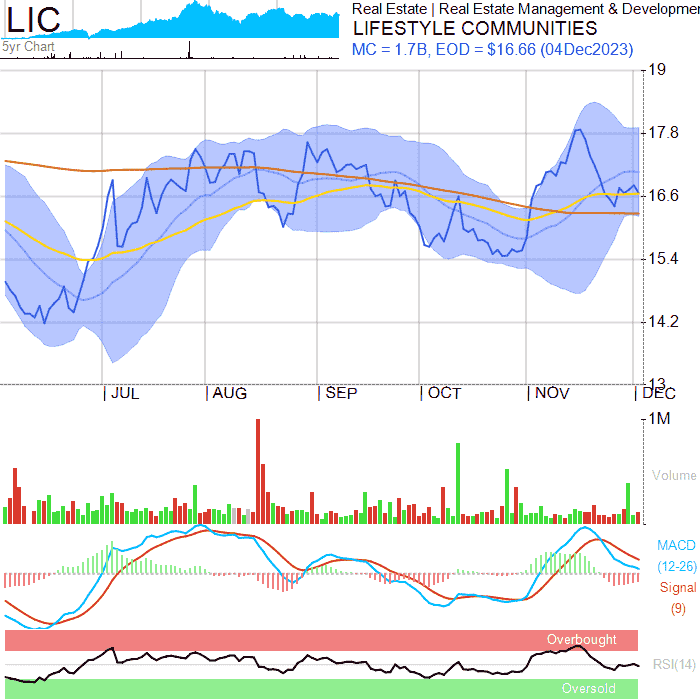 LIC
5yr Chart
Real Estate | Real Estate Management & Developmen
LIFESTYLE COMMUNITIES
MC = 1.7B, EOD = $16.66 (04Dec2023)
19
17.8
16.6
15.4
14.2
13
JUL AUG SEP OCT NOV DEC
1M
Volume
MACD
(12-26)
Signal
(9)
Overbought
RSI(14)
Oversold